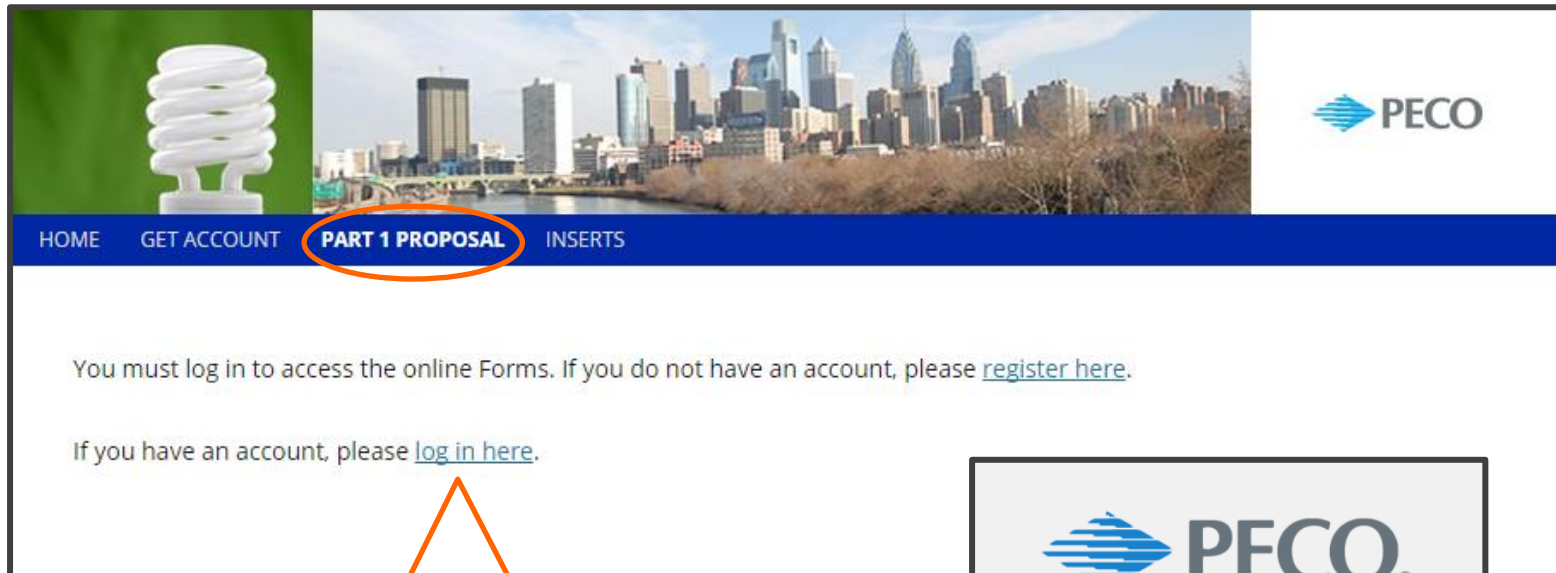 PECO
HOME GET ACCOUNT PART 1 PROPOSAL INSERTS
You must log in to access the online Forms. If you do not have an account, please register here.
If you have an account, please log in here.
PECO.